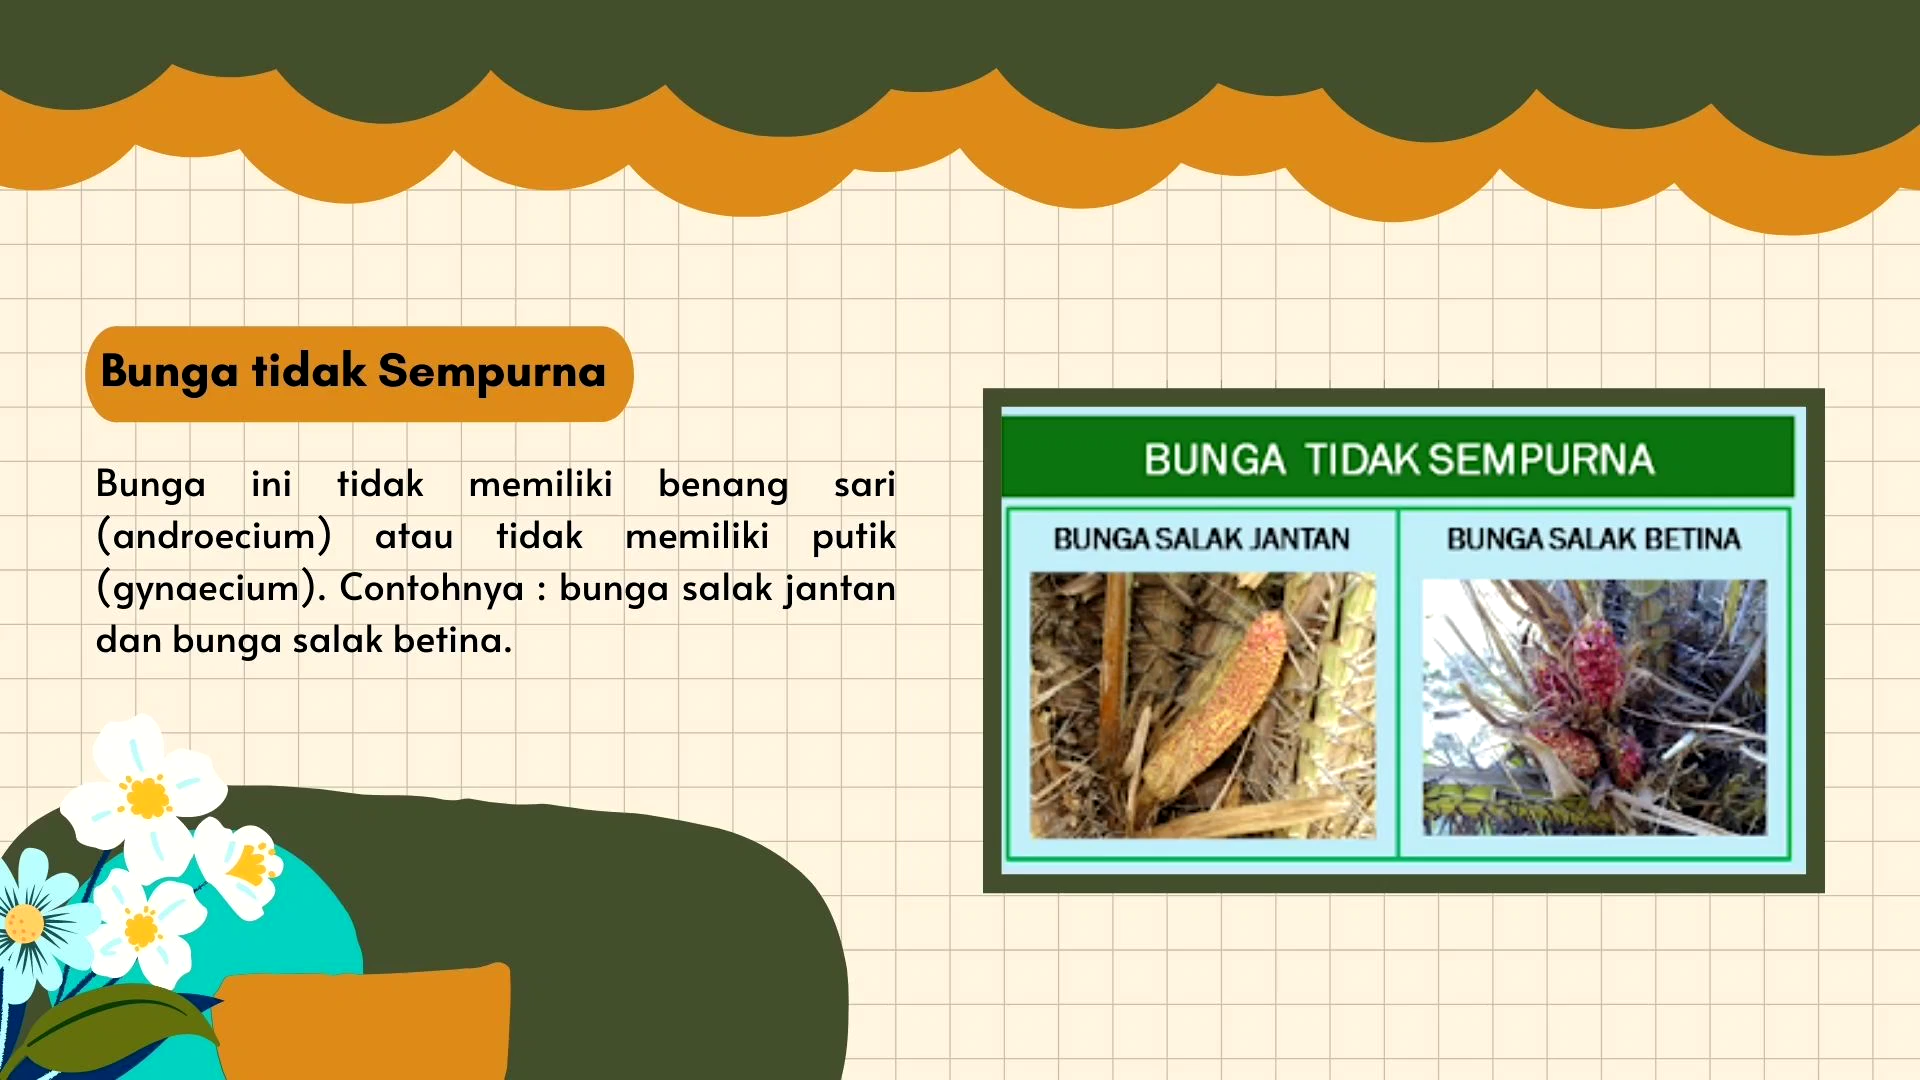 Bunga tidak Sempurna
Bunga ini tidak memiliki benang sari
(androecium) atau tidak memiliki putik
(gynaecium). Contohnya : bunga salak jantan
dan bunga salak betina.
BUNGA TIDAK SEMPURNA
BUNGA SALAK JANTAN
BUNGA SALAK BETINA